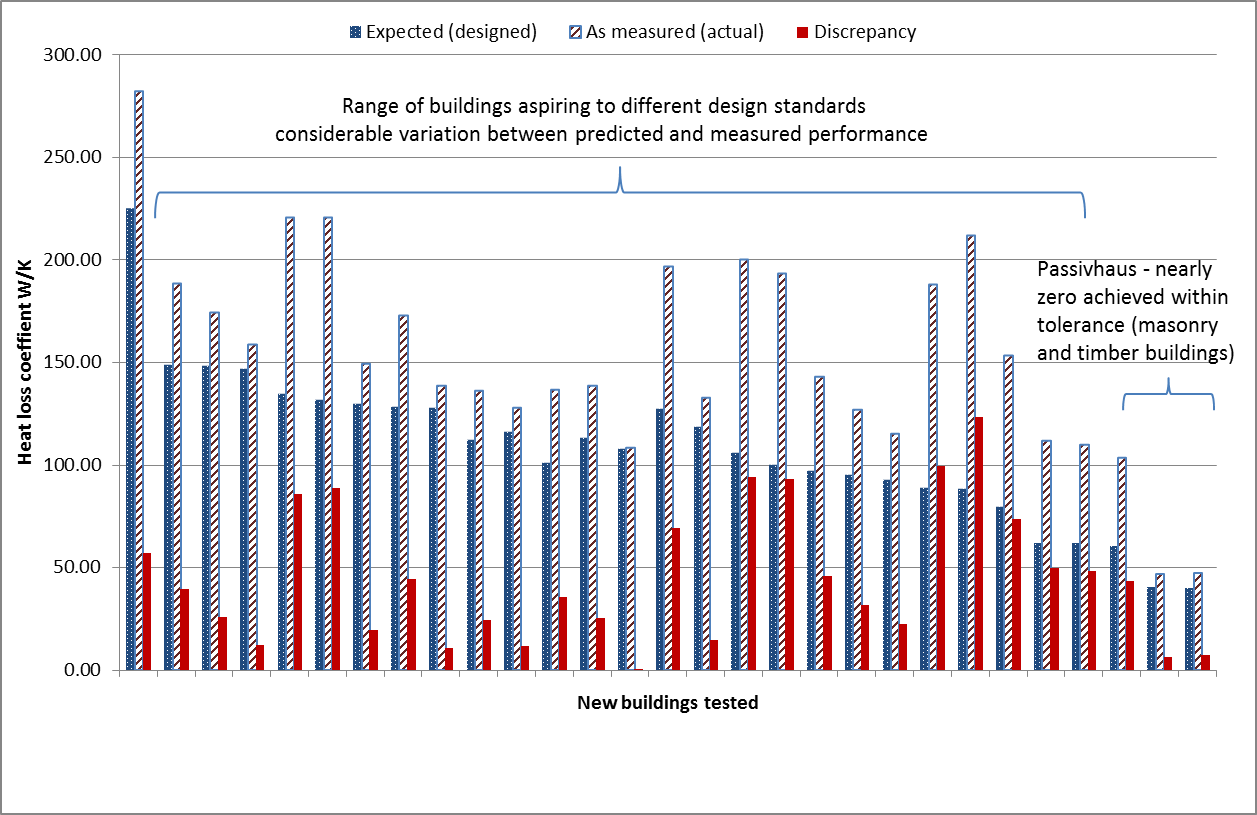 Expected (designed) As measured (actual) Discrepancy
300.00
Range of buildings aspiring to different design standards
considerable variation between predicted and measured performance
250.00
200.00
150.00
100.00
50.00
0.00
Heat loss coeffient W/K
Passivhaus - nearly
zero achieved within
tolerance (masonry
and timber buildings)
New buildings tested